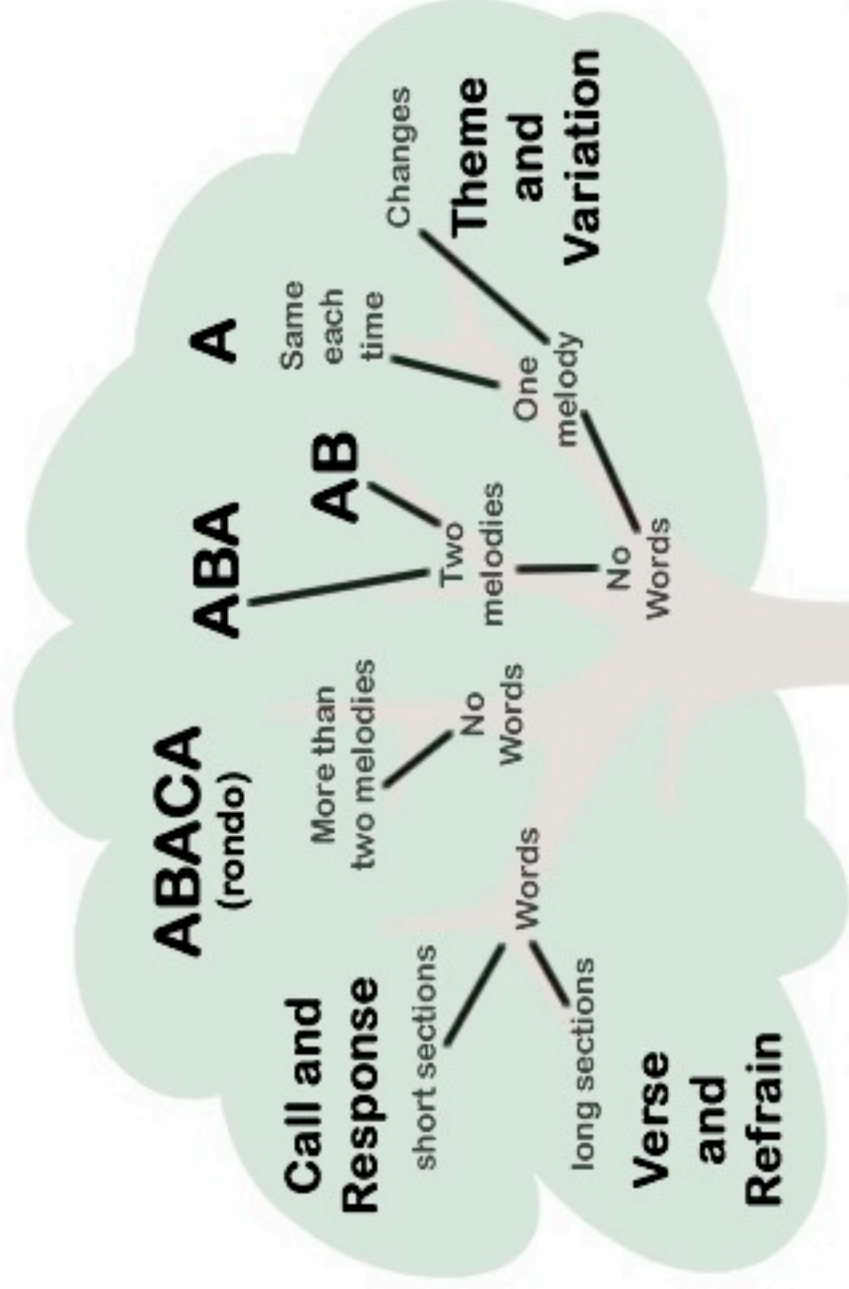 ABACA
(rondo)
ABA
A
Call and
Response
More than
two melodies
AB
Same
each
time
short sections
Changes
No
Words
Two
melodies
Theme
and
Variation
Words
One
melody
long sections
No
Words
Verse
and
Refrain